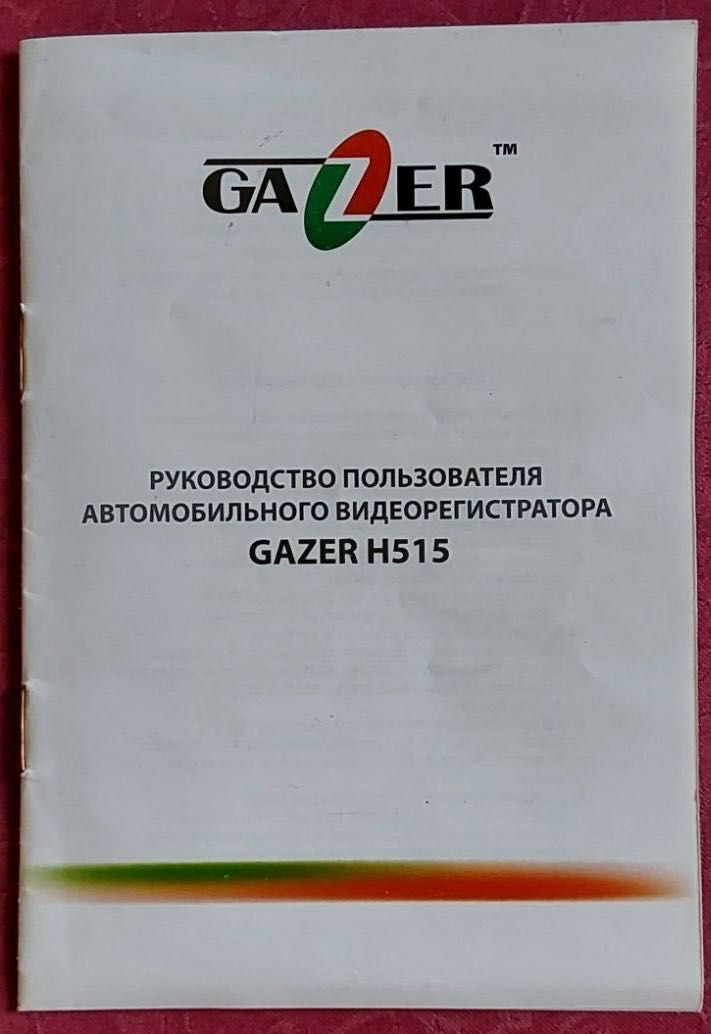 GAZER™
РУКОВОДСТВО ПОЛЬЗОВАТЕЛЯ
АВТОМОБИЛЬНОГО ВИДЕОРЕГИСТРАТОРА
GAZER H515